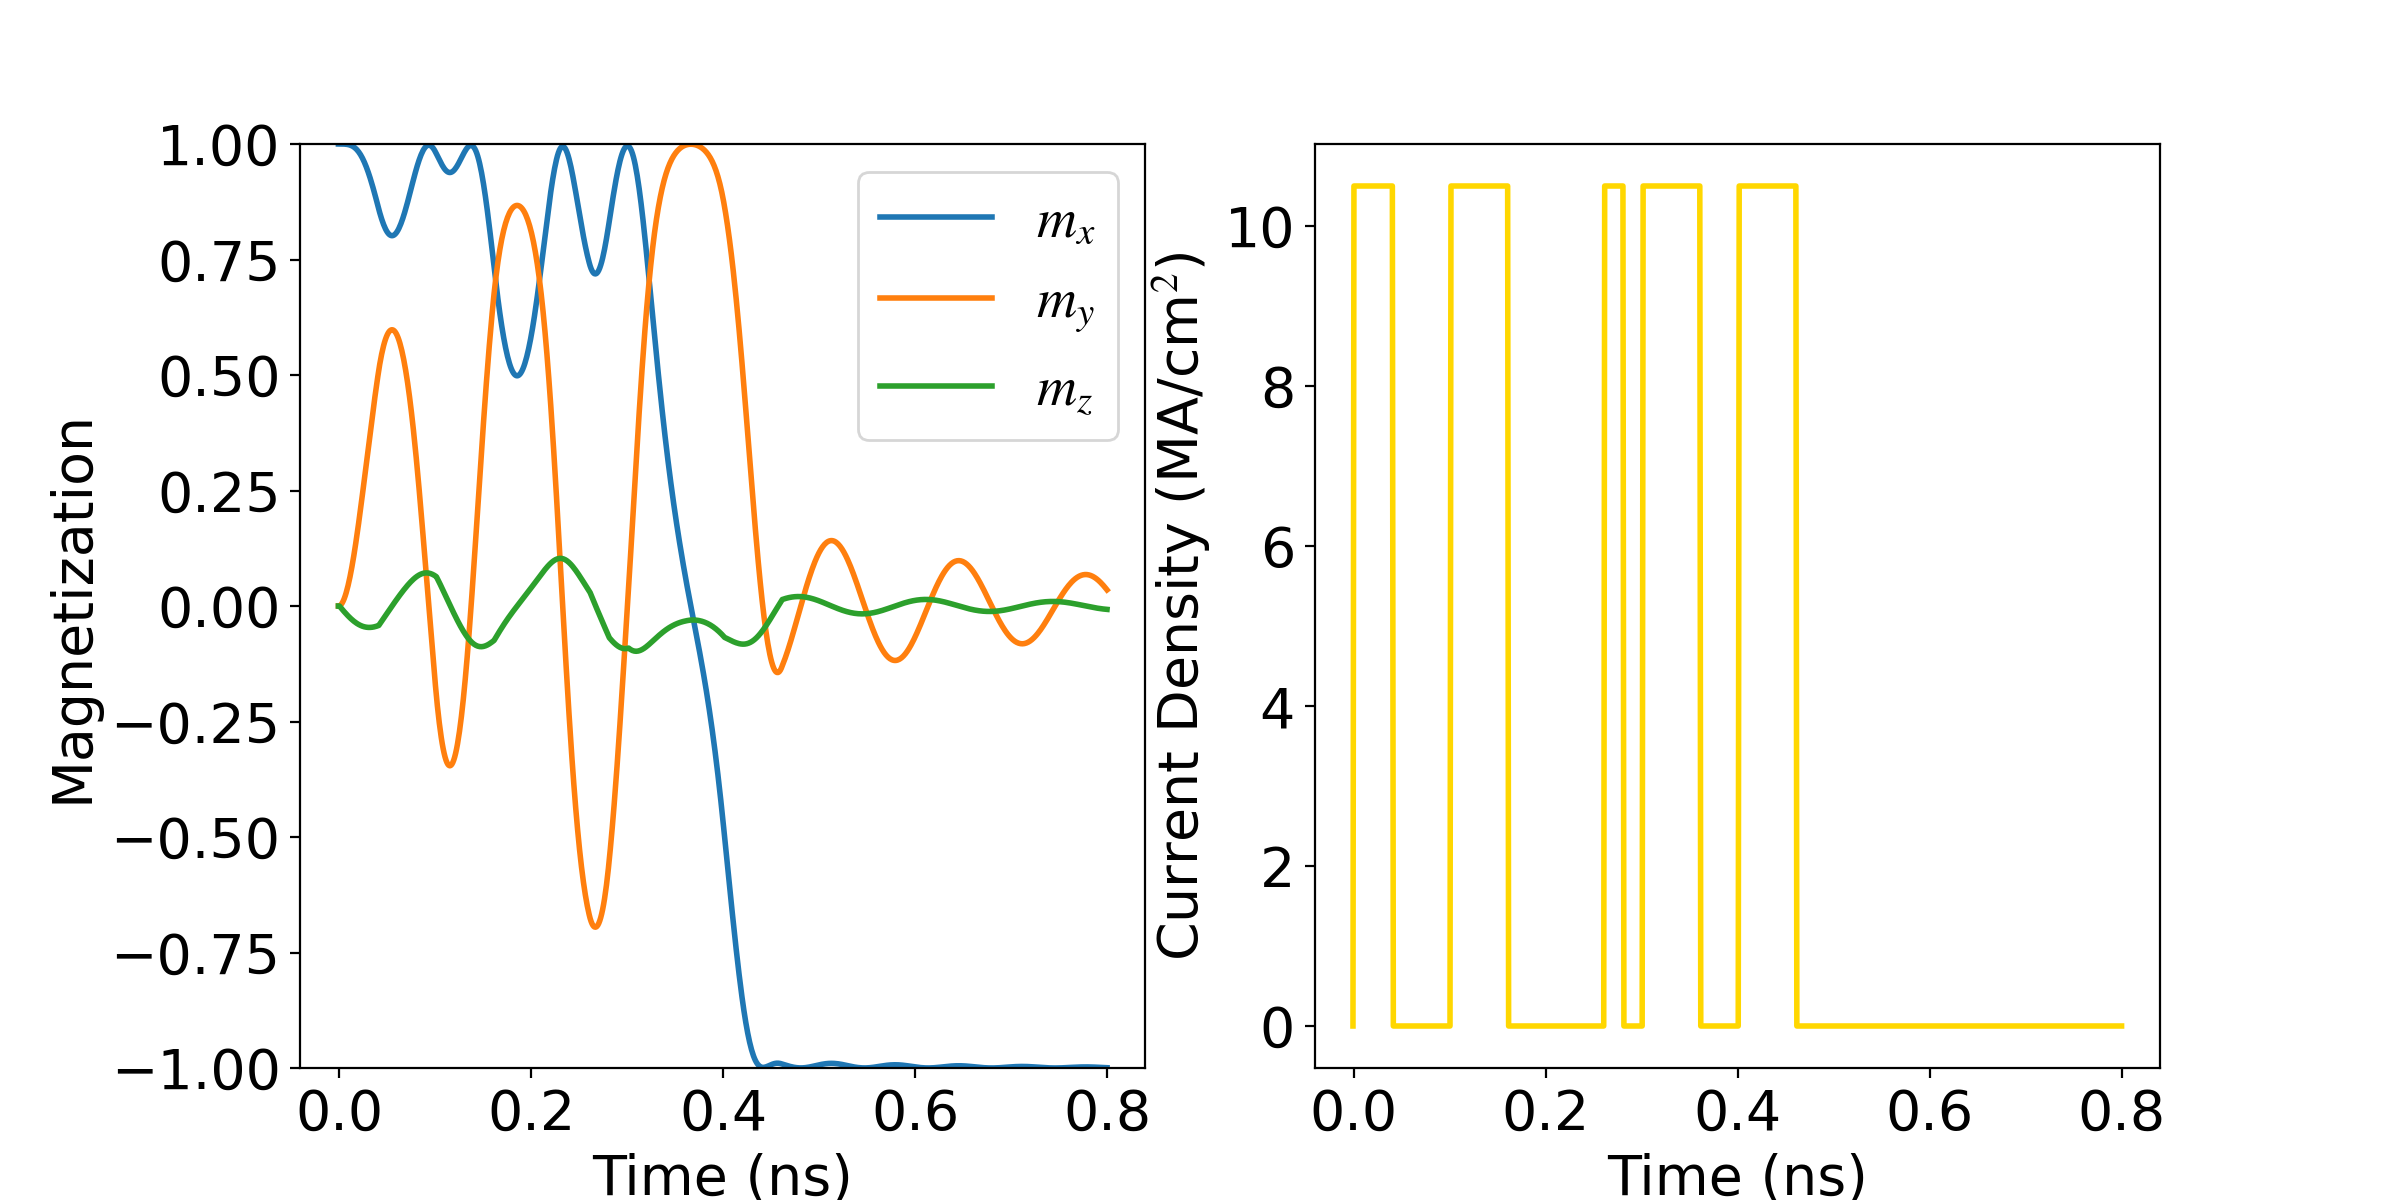 Magnetization
1.00
0.75
0.50
0.25
0.00
−0.25
−0.50
−0.75
−1.00
0.0 0.2 0.4 0.6 0.8
Time (ns)
m_x
m_y
m_z
Current Density (MA/cm²)
10
8
6
4
2
0
0.0 0.2 0.4 0.6 0.8
Time (ns)